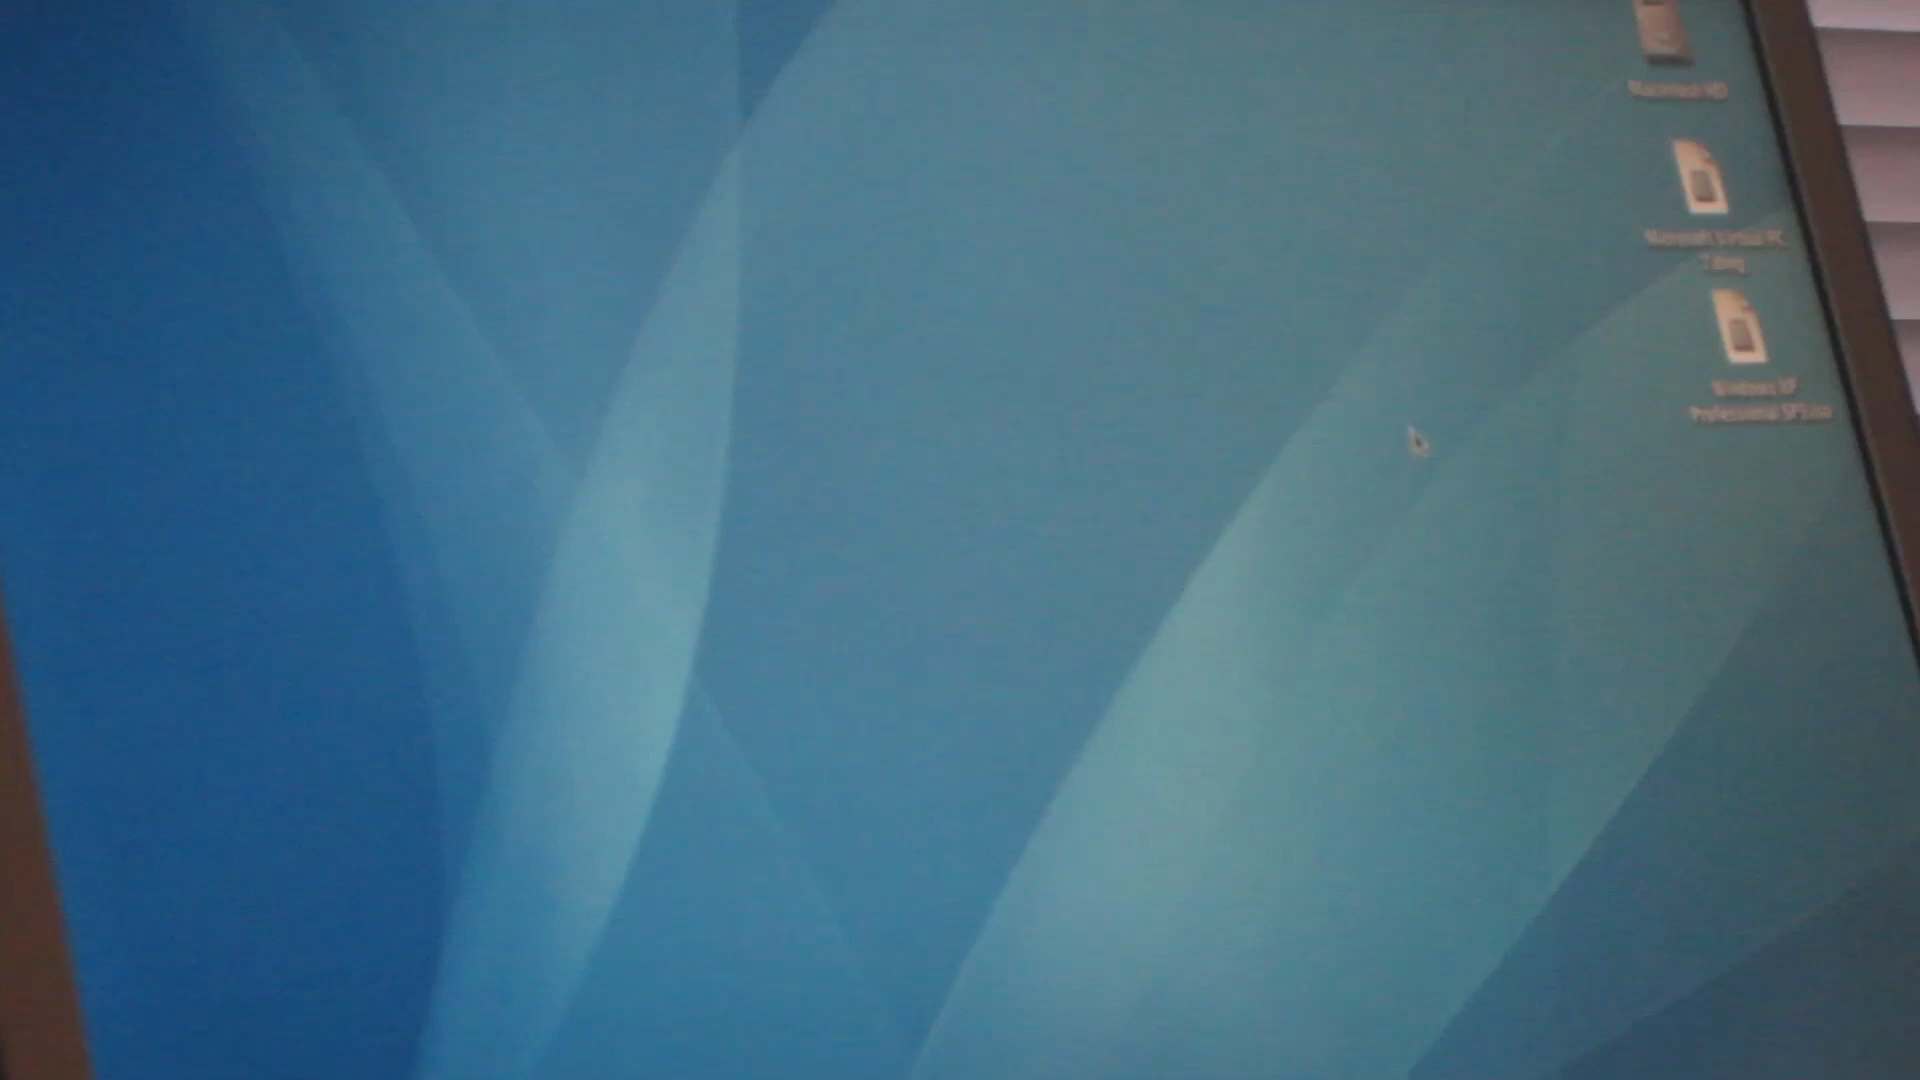 Macintosh HD
Microsoft Virtual PC
7.dmg
Windows XP
Professional SP3.iso